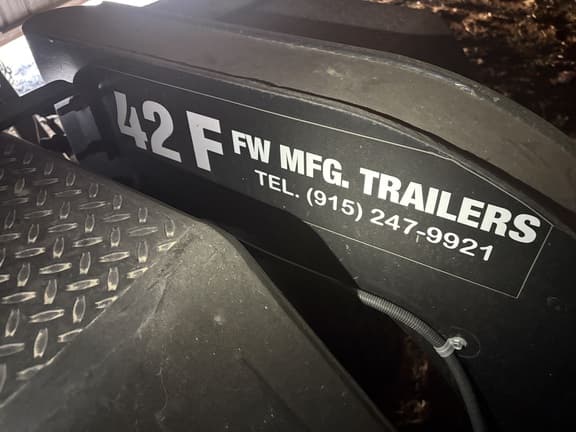 42 F FW MFG. TRAILERS
TEL. (915) 247-9921